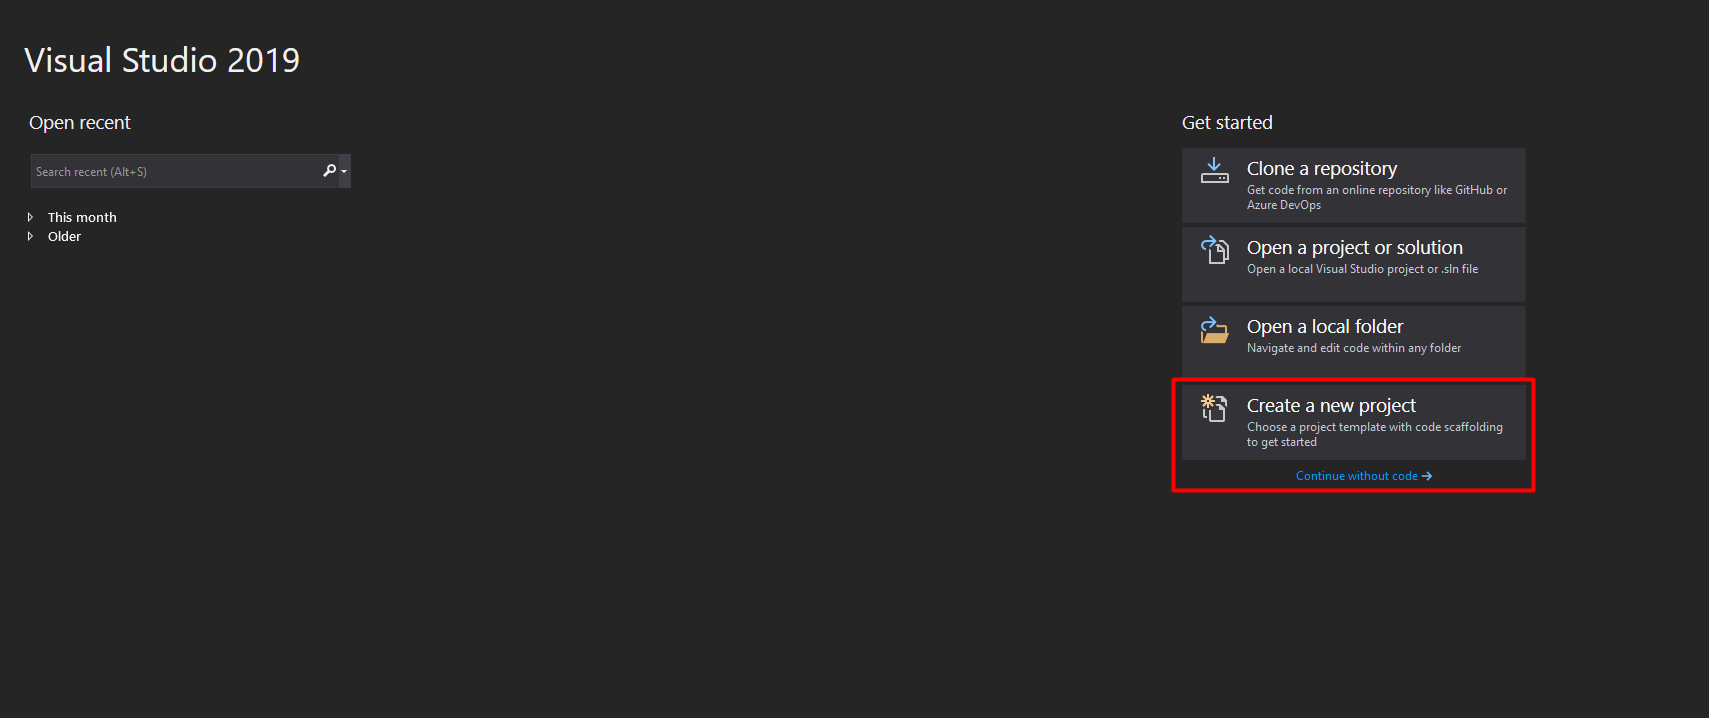 Visual Studio 2019
Open recent
Search recent (Alt+S)
This month
Older
Get started
Clone a repository
Get code from an online repository like GitHub or
Azure DevOps
Open a project or solution
Open a local Visual Studio project or .sln file
Open a local folder
Navigate and edit code within any folder
Create a new project
Choose a project template with code scaffolding
to get started
Continue without code →